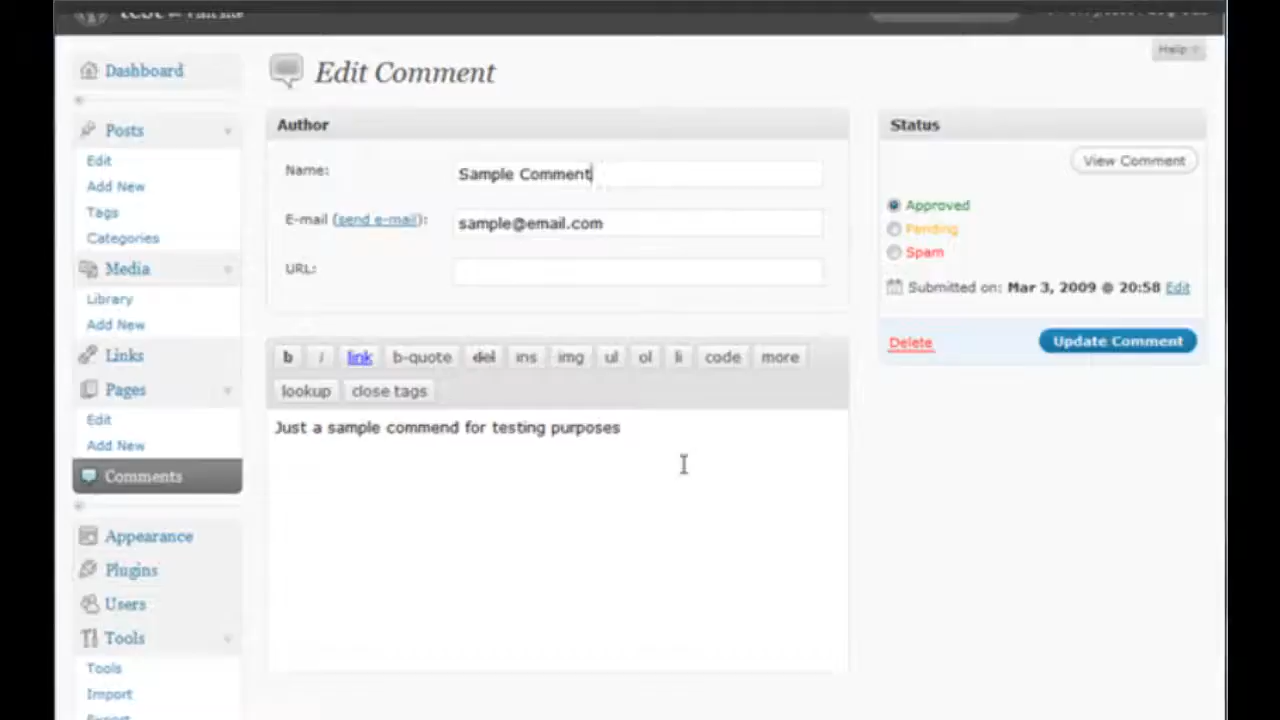 Help
Dashboard
Posts
Edit
Add New
Tags
Categories
Media
Library
Add New
Links
Pages
Edit
Add New
Comments
Appearance
Plugins
Users
Tools
Tools
Import
Edit Comment
Author
Name: Sample Comment
E-mail (send e-mail): sample@email.com
URL:
b i link b-quote del ins img ul ol li code more
lookup close tags
Just a sample commend for testing purposes
Status
View Comment
Approved
Pending
Spam
Submitted on: Mar 3, 2009 @ 20:58 Edit
Delete Update Comment